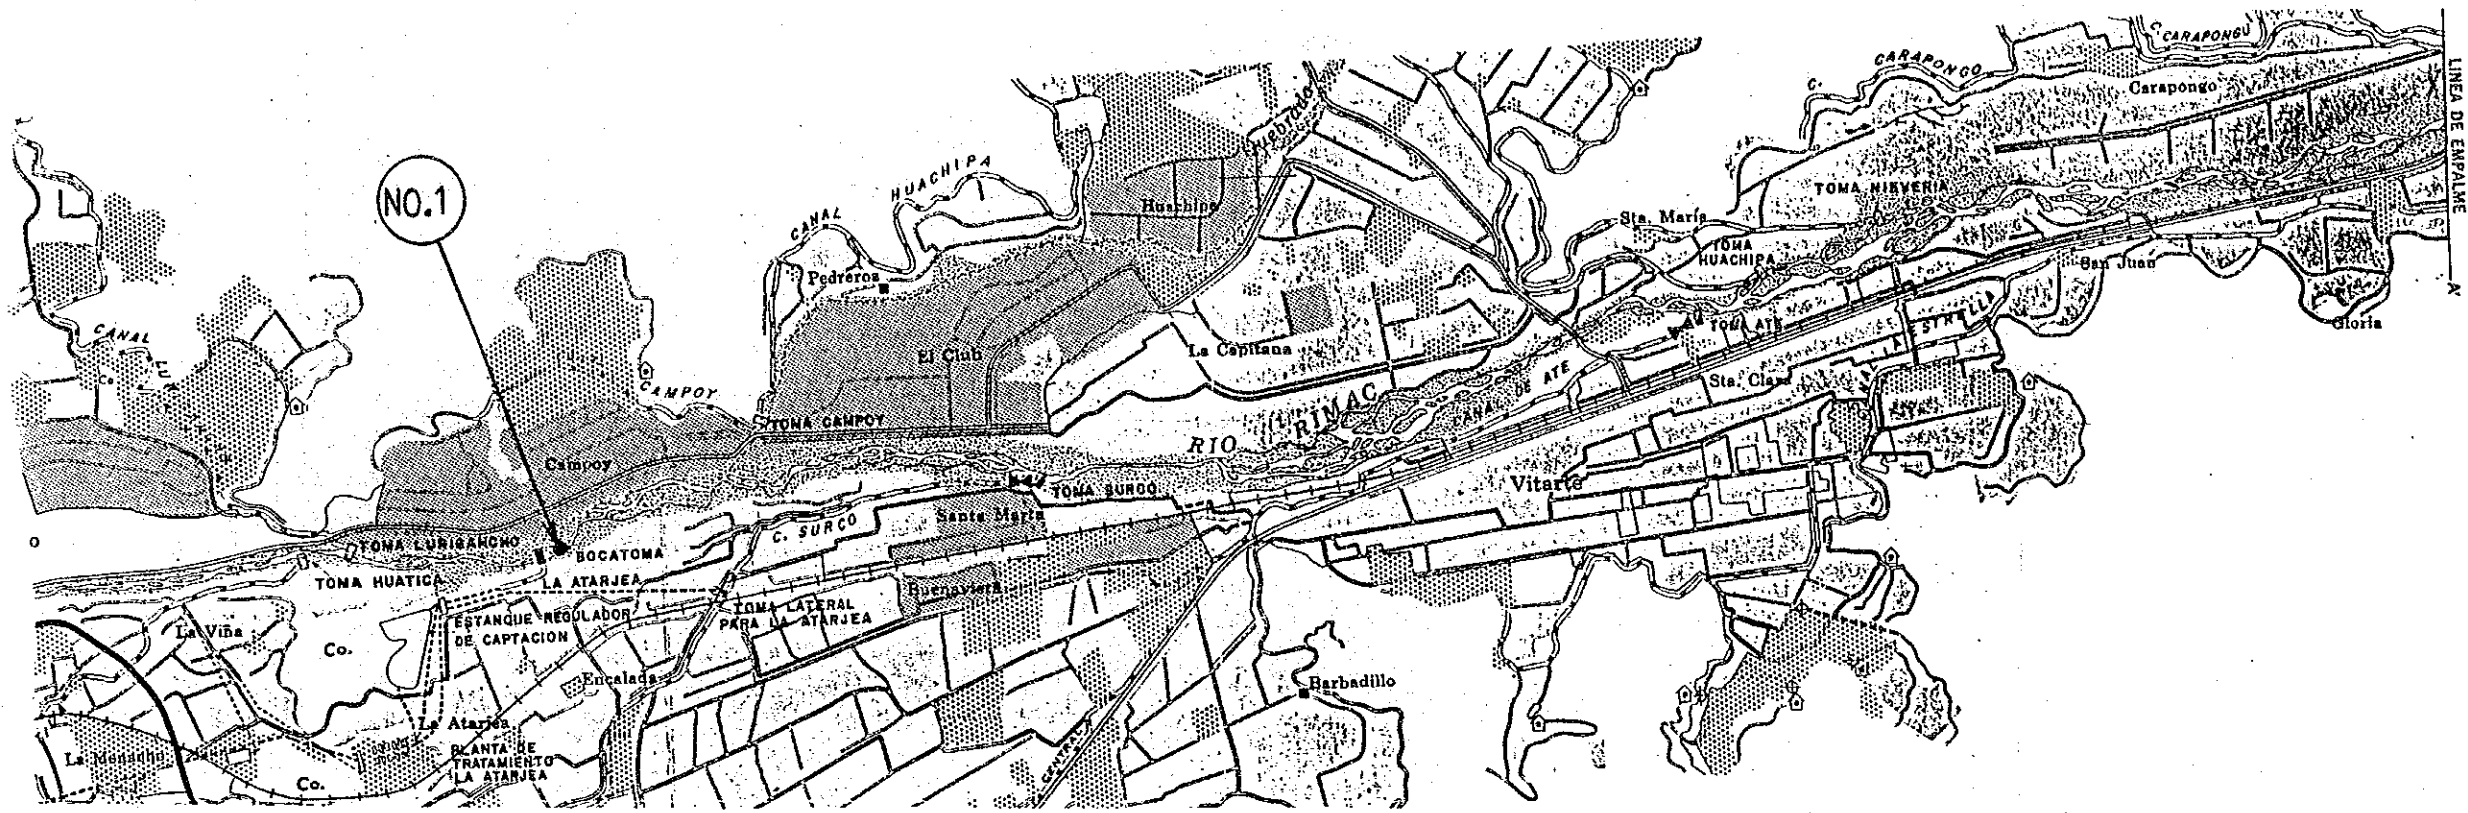 C. CARAPONGO
C. CARAPONGO
Carapongo
LINEA DE EMPALME
A'
Quebrada
CANAL HUACHIPA
NO.1
Huachipa
TOMA NIEVERIA
Sta. María
TOMA
HUACHIPA
San Juan
Pedreros
Gloria
TOMA ATE
CANAL LA ESTRELLA
CANAL
El Club
La Capitana
Sta. Clara
CAMPOY
CANAL DE ATE
RIO RIMAC
TOMA CAMPOY
Campoy
Co.
Vitarte
TOMA SURCO
C. SURCO
Santa Marta
o
TOMA LURIGANCHO
BOCATOMA
LA ATARJEA
TOMA HUATICA
Buenavista
ESTANQUE REGULADOR
DE CAPTACION
TOMA LATERAL
PARA LA ATARJEA
La Viña
Co.
Encalada
Barbadillo
La Atarjea
La Menacho
PLANTA DE
TRATAMIENTO
LA ATARJEA
CENTRAL
Co.